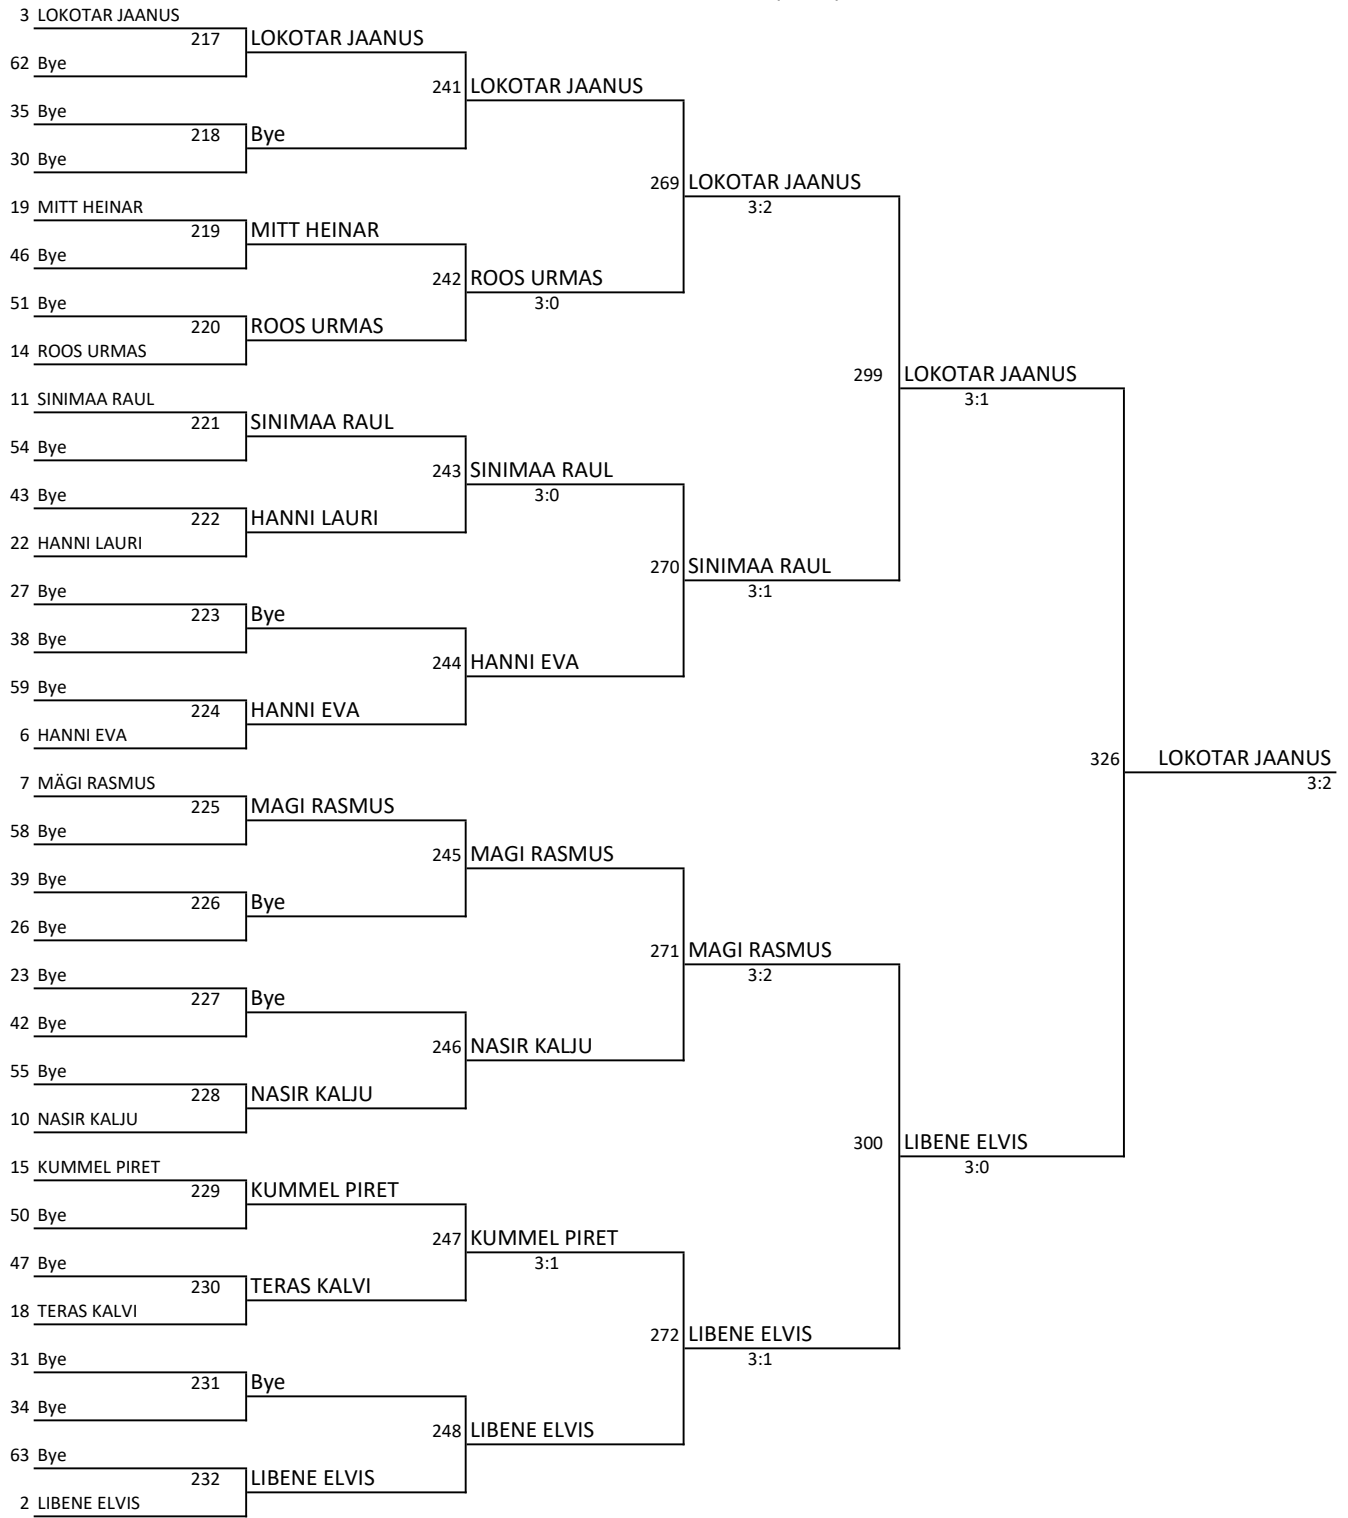 3 LOKOTAR JAANUS
217 LOKOTAR JAANUS
62 Bye
241 LOKOTAR JAANUS
35 Bye
218 Bye
30 Bye
269 LOKOTAR JAANUS
3:2
19 MITT HEINAR
219 MITT HEINAR
46 Bye
242 ROOS URMAS
3:0
51 Bye
220 ROOS URMAS
14 ROOS URMAS
299 LOKOTAR JAANUS
3:1
11 SINIMAA RAUL
221 SINIMAA RAUL
54 Bye
243 SINIMAA RAUL
3:0
43 Bye
222 HANNI LAURI
22 HANNI LAURI
270 SINIMAA RAUL
3:1
27 Bye
223 Bye
38 Bye
244 HANNI EVA
59 Bye
224 HANNI EVA
6 HANNI EVA
326 LOKOTAR JAANUS
3:2
7 MÄGI RASMUS
225 MAGI RASMUS
58 Bye
245 MAGI RASMUS
39 Bye
226 Bye
26 Bye
271 MAGI RASMUS
3:2
23 Bye
227 Bye
42 Bye
246 NASIR KALJU
55 Bye
228 NASIR KALJU
10 NASIR KALJU
300 LIBENE ELVIS
3:0
15 KUMMEL PIRET
229 KUMMEL PIRET
50 Bye
247 KUMMEL PIRET
3:1
47 Bye
230 TERAS KALVI
18 TERAS KALVI
272 LIBENE ELVIS
3:1
31 Bye
231 Bye
34 Bye
248 LIBENE ELVIS
63 Bye
232 LIBENE ELVIS
2 LIBENE ELVIS